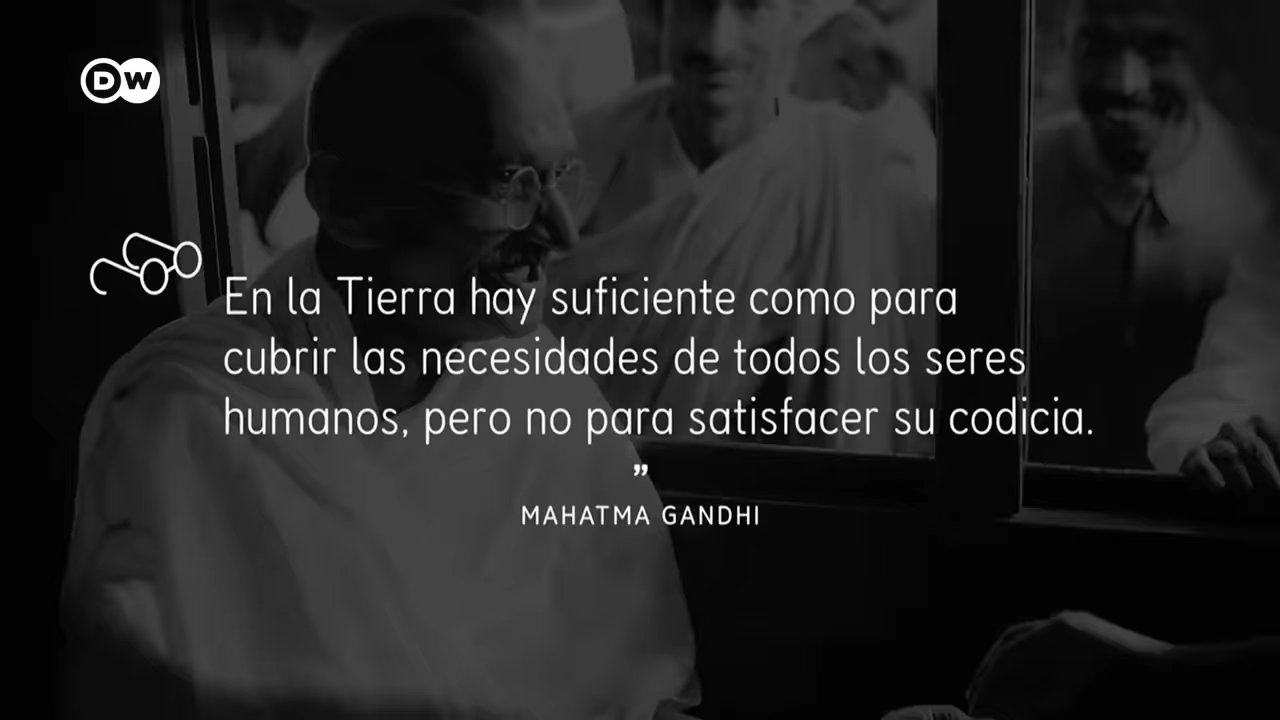 DW
En la Tierra hay suficiente como para
cubrir las necesidades de todos los seres
humanos, pero no para satisfacer su codicia.
”
MAHATMA GANDHI